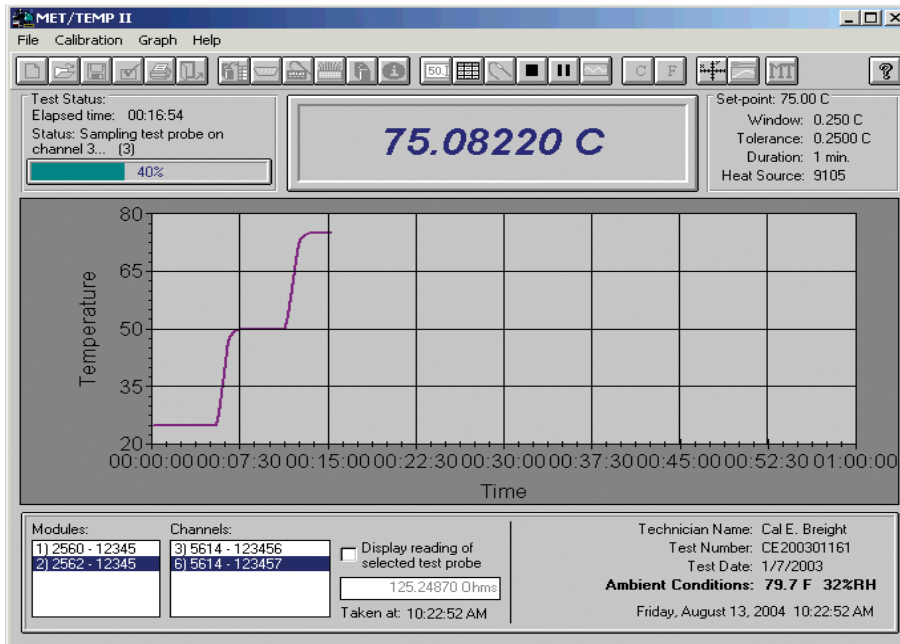 MET/TEMP II
File Calibration Graph Help
50.1 C F MT ?
Test Status:
Elapsed time: 00:16:54
Status: Sampling test probe on
channel 3... (3)
40%
75.08220 C
Set-point: 75.00 C
Window: 0.250 C
Tolerance: 0.2500 C
Duration: 1 min.
Heat Source: 9105
80
65
50
35
20
Temperature
00:00:00 00:07:30 00:15:00 00:22:30 00:30:00 00:37:30 00:45:00 00:52:30 01:00:00
Time
Modules:
1) 2560 - 12345
2) 2562 - 12345
Channels:
3) 5614 - 123456
6) 5614 - 123457
Display reading of
selected test probe
125.24870 Ohms
Taken at: 10:22:52 AM
Technician Name: Cal E. Breight
Test Number: CE200301161
Test Date: 1/7/2003
Ambient Conditions: 79.7 F 32%RH
Friday, August 13, 2004 10:22:52 AM